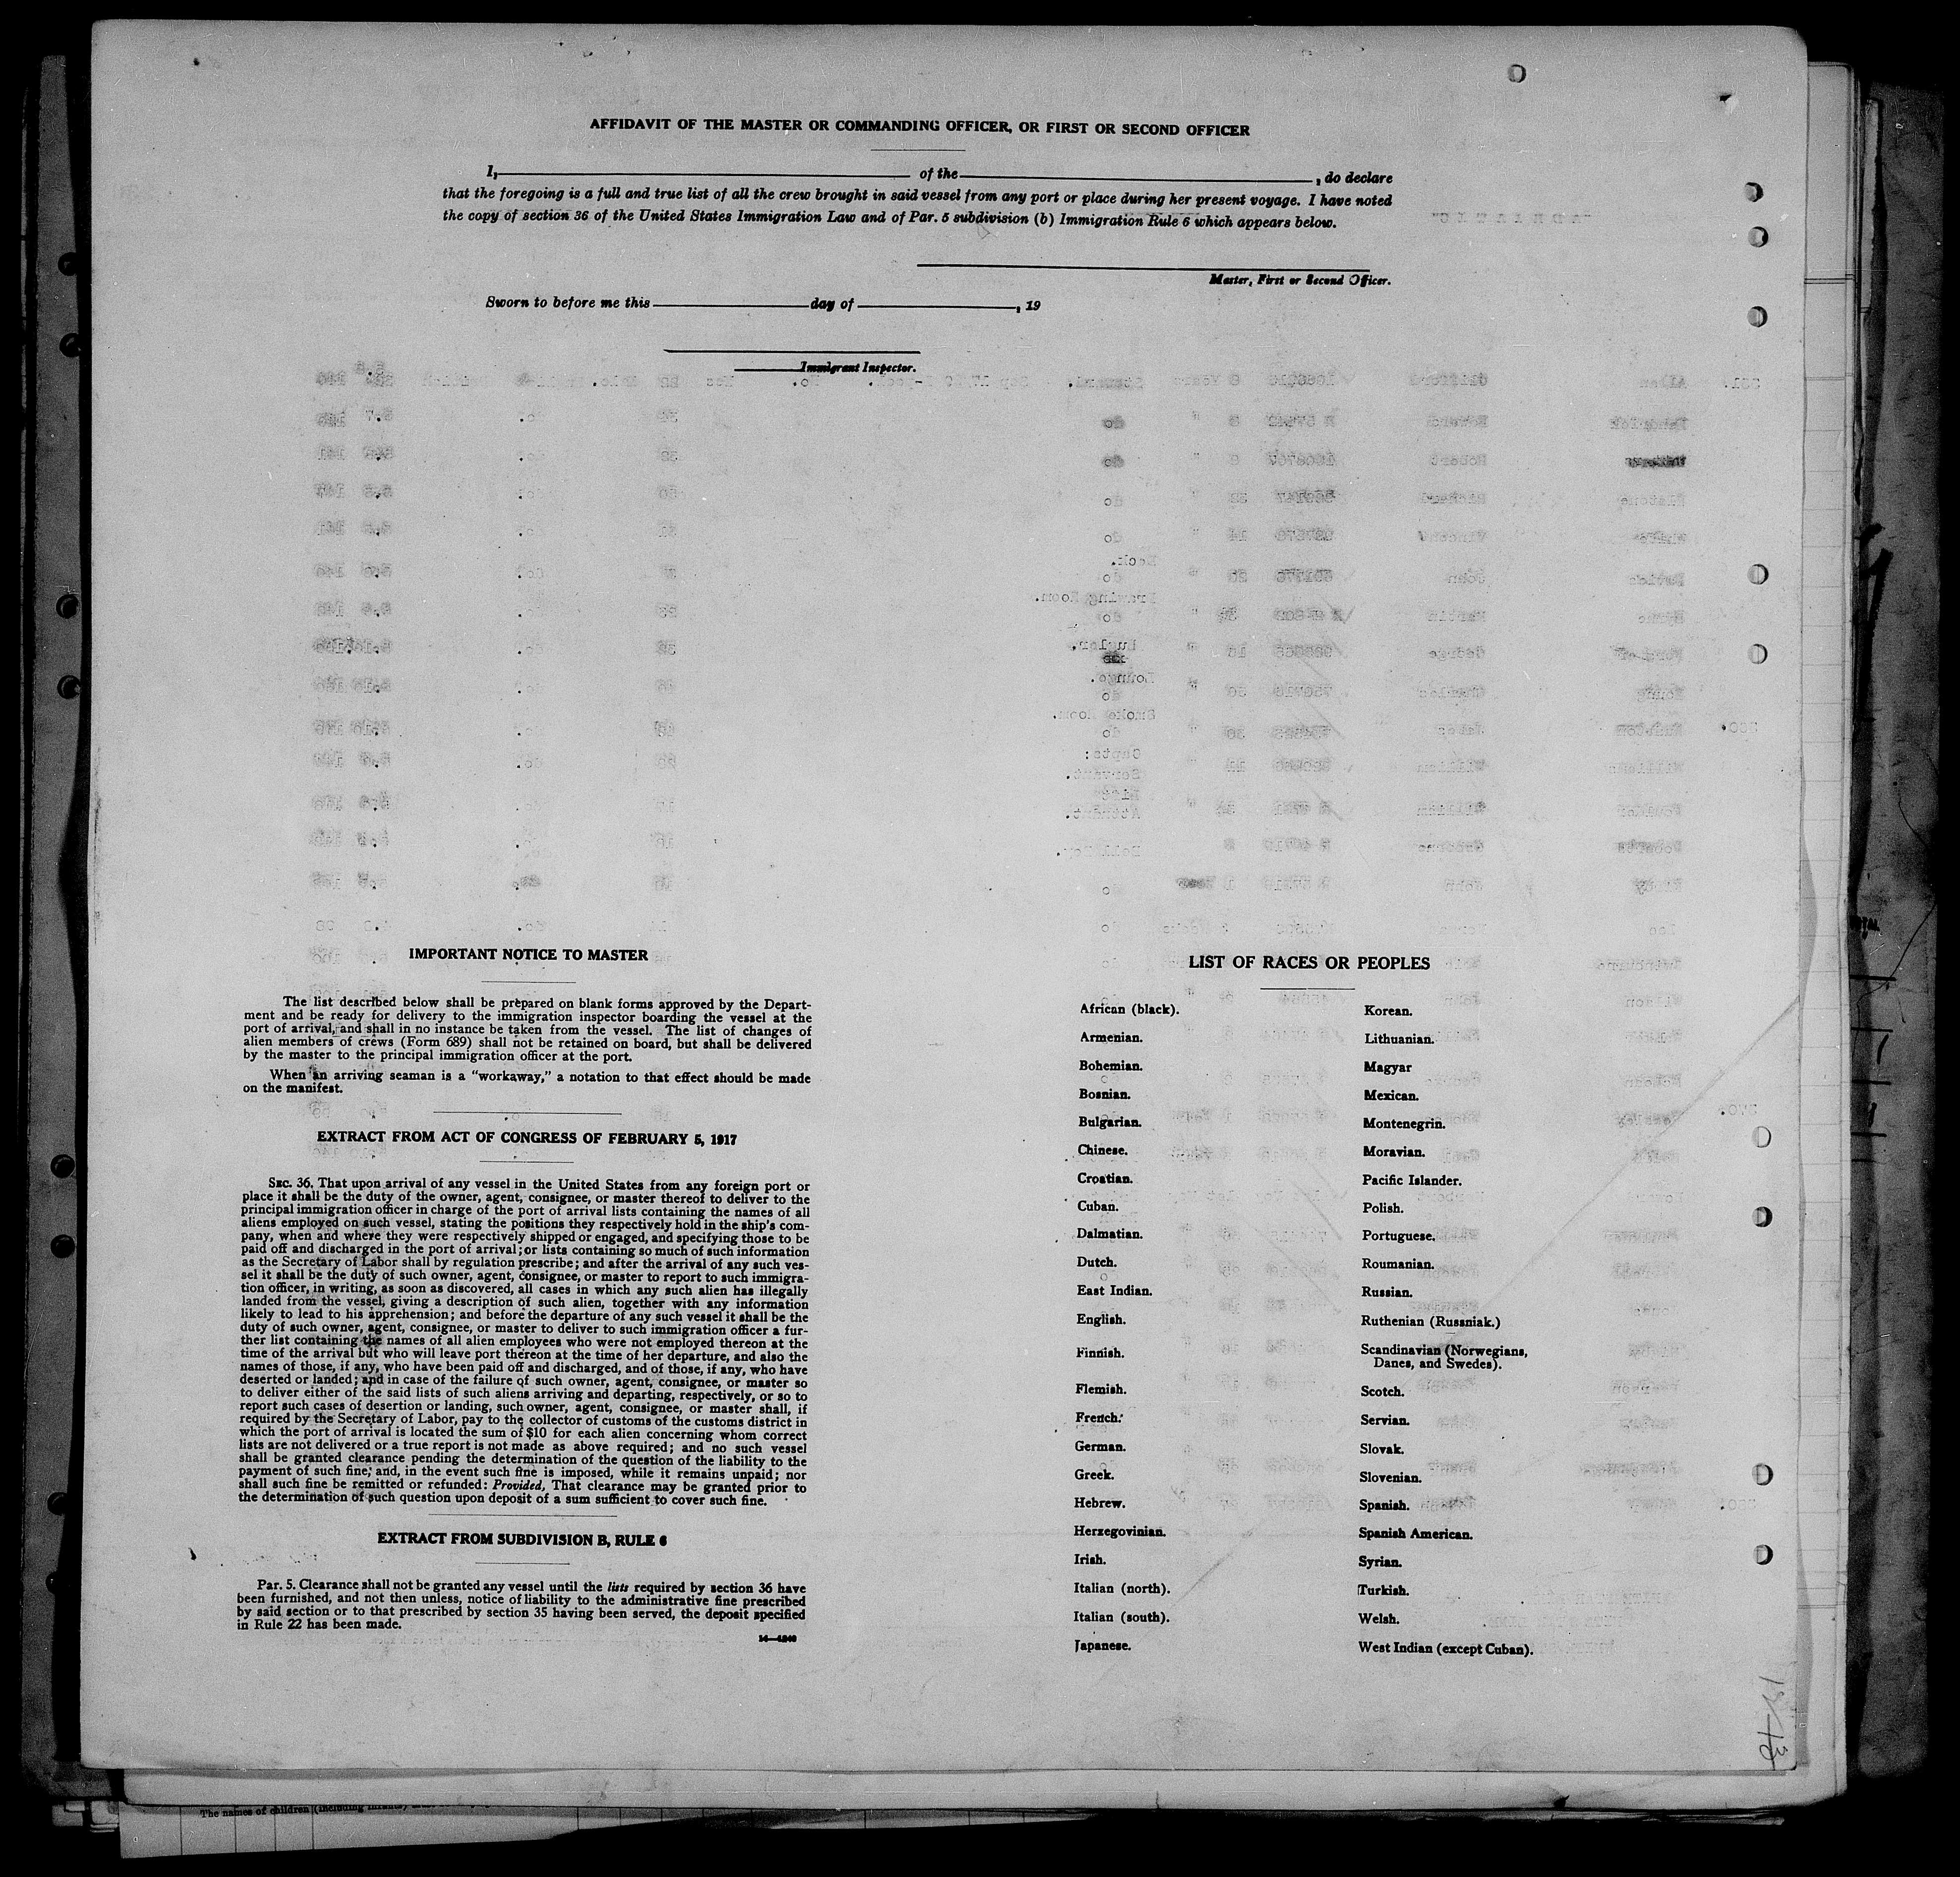 AFFIDAVIT OF THE MASTER OR COMMANDING OFFICER, OR FIRST OR SECOND OFFICER
I, of the , do declare
that the foregoing is a full and true list of all the crew brought in said vessel from any port or place during her present voyage. I have noted
the copy of section 36 of the United States Immigration Law and of Par. 5 subdivision (b) Immigration Rule 6 which appears below.
Master, First or Second Officer.
Sworn to before me this day of , 19
Immigrant Inspector.
IMPORTANT NOTICE TO MASTER
The list described below shall be prepared on blank forms approved by the Depart-
ment and be ready for delivery to the immigration inspector boarding the vessel at the
port of arrival, and shall in no instance be taken from the vessel. The list of changes of
alien members of crews (Form 689) shall not be retained on board, but shall be delivered
by the master to the principal immigration officer at the port.
When an arriving seaman is a "workaway," a notation to that effect should be made
on the manifest.
EXTRACT FROM ACT OF CONGRESS OF FEBRUARY 5, 1917
SEC. 36. That upon arrival of any vessel in the United States from any foreign port or
place it shall be the duty of the owner, agent, consignee, or master thereof to deliver to the
principal immigration officer in charge of the port of arrival lists containing the names of all
aliens employed on such vessel, stating the positions they respectively hold in the ship's com-
pany, when and where they were respectively shipped or engaged, and specifying those to be
paid off and discharged in the port of arrival; or lists containing so much of such information
as the Secretary of Labor shall by regulation prescribe; and after the arrival of any such ves-
sel it shall be the duty of such owner, agent, consignee, or master to report to such immigra-
tion officer, in writing, as soon as discovered, all cases in which any such alien has illegally
landed from the vessel, giving a description of such alien, together with any information
likely to lead to his apprehension; and before the departure of any such vessel it shall be the
duty of such owner, agent, consignee, or master to deliver to such immigration officer a fur-
ther list containing the names of all alien employees who were not employed thereon at the
time of the arrival but who will leave port thereon at the time of her departure, and also the
names of those, if any, who have been paid off and discharged, and of those, if any, who have
deserted or landed; and in case of the failure of such owner, agent, consignee, or master so
to deliver either of the said lists of such aliens arriving and departing, respectively, or so to
report such cases of desertion or landing, such owner, agent, consignee, or master shall, if
required by the Secretary of Labor, pay to the collector of customs of the customs district in
which the port of arrival is located the sum of $10 for each alien concerning whom correct
lists are not delivered or a true report is not made as above required; and no such vessel
shall be granted clearance pending the determination of the question of the liability to the
payment of such fine; and, in the event such fine is imposed, while it remains unpaid; nor
shall such fine be remitted or refunded: Provided, That clearance may be granted prior to
the determination of such question upon deposit of a sum sufficient to cover such fine.
EXTRACT FROM SUBDIVISION B, RULE 6
Par. 5. Clearance shall not be granted any vessel until the lists required by section 36 have
been furnished, and not then unless, notice of liability to the administrative fine prescribed
by said section or to that prescribed by section 35 having been served, the deposit specified
in Rule 22 has been made.
LIST OF RACES OR PEOPLES
African (black).
Armenian.
Bohemian.
Bosnian.
Bulgarian.
Chinese.
Croatian.
Cuban.
Dalmatian.
Dutch.
East Indian.
English.
Finnish.
Flemish.
French.
German.
Greek.
Hebrew.
Herzegovinian.
Irish.
Italian (north).
Italian (south).
Japanese.
Korean.
Lithuanian.
Magyar
Mexican.
Montenegrin.
Moravian.
Pacific Islander.
Polish.
Portuguese.
Roumanian.
Russian.
Ruthenian (Russniak.)
Scandinavian (Norwegians,
Danes, and Swedes).
Scotch.
Servian.
Slovak.
Slovenian.
Spanish.
Spanish American.
Syrian.
Turkish.
Welsh.
West Indian (except Cuban).
The names of children (including infants)